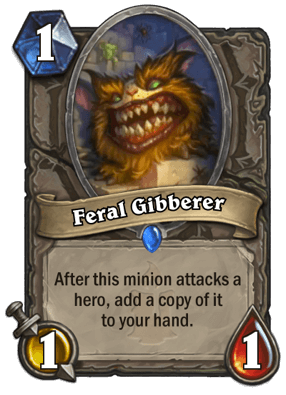 1
Feral Gibberer
After this minion attacks a
hero, add a copy of it
to your hand.
1
1